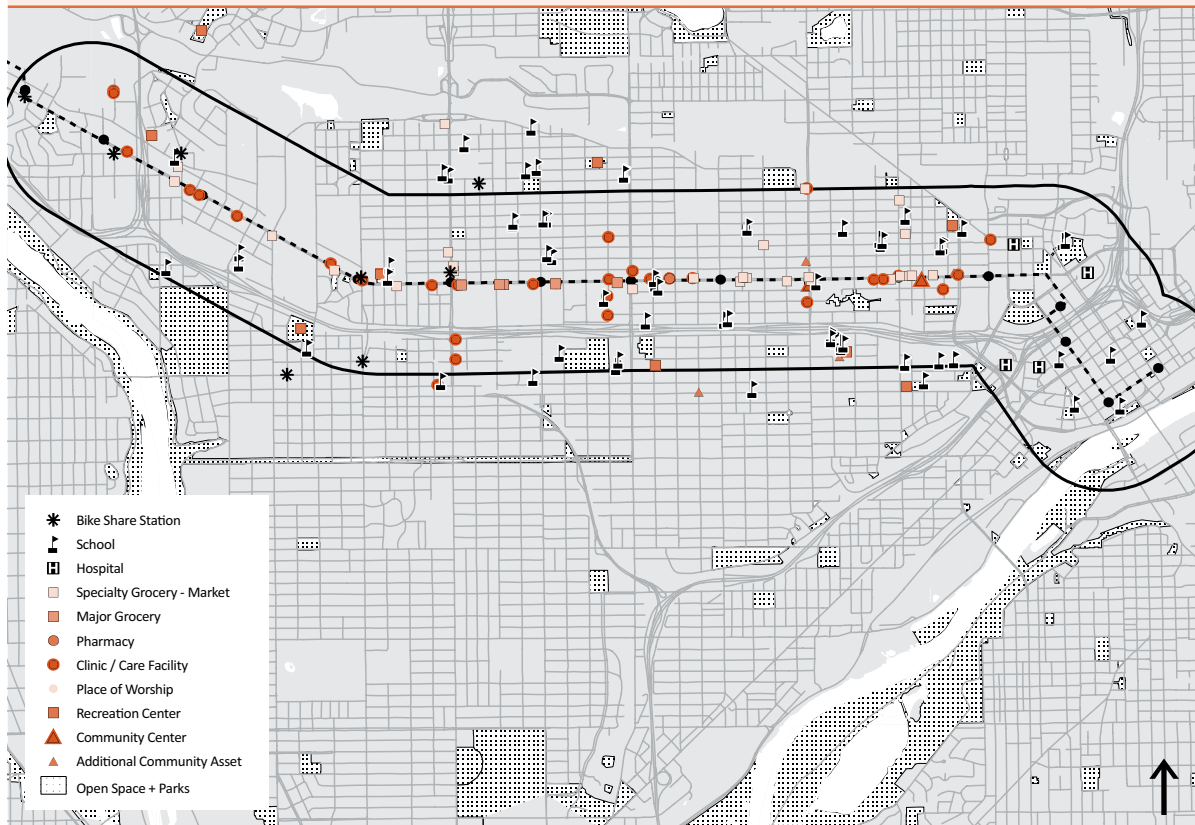 Bike Share Station
School
H Hospital
Specialty Grocery - Market
Major Grocery
Pharmacy
Clinic / Care Facility
Place of Worship
Recreation Center
Community Center
Additional Community Asset
Open Space + Parks
H
H
H
H